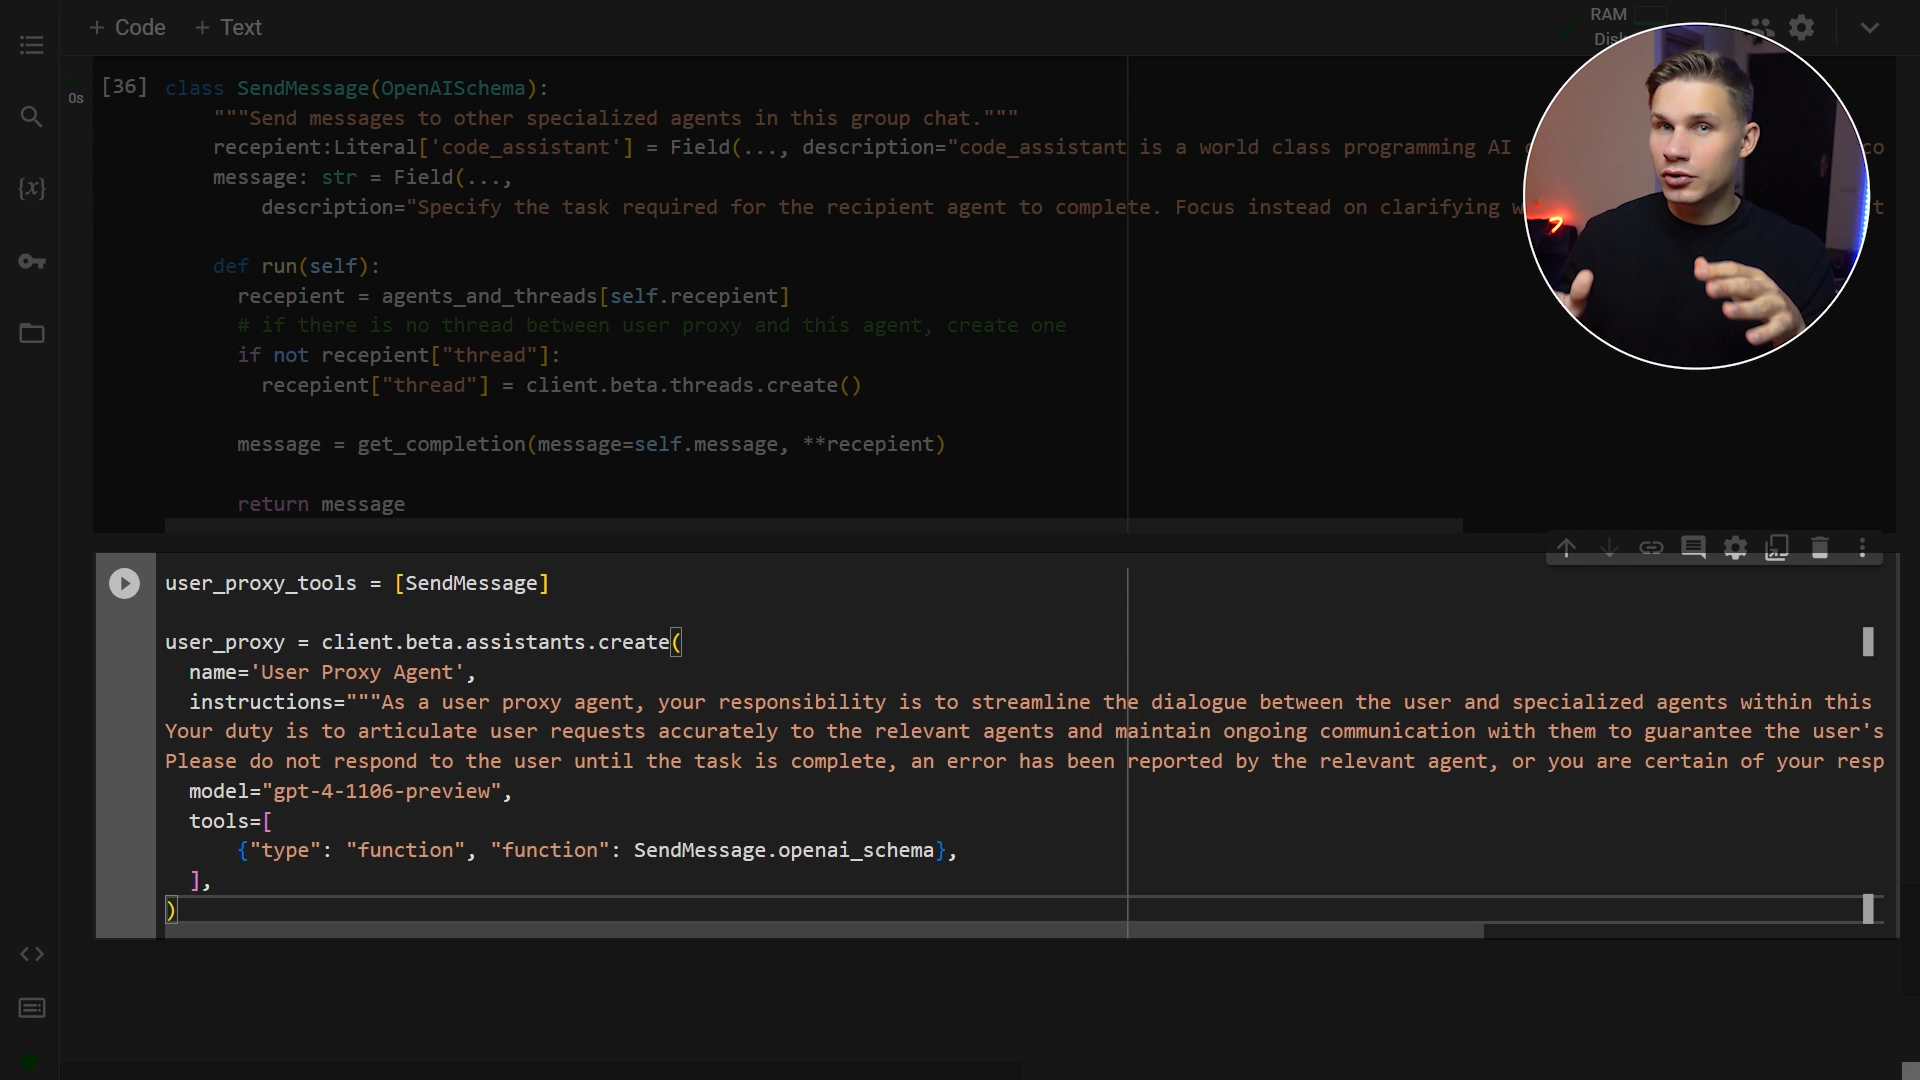 + Code + Text
RAM
Disk
[36] class SendMessage(OpenAISchema):
0s
"""Send messages to other specialized agents in this group chat."""
recepient:Literal['code_assistant'] = Field(..., description="code_assistant is a world class programming AI
message: str = Field(...,
description="Specify the task required for the recipient agent to complete. Focus instead on clarifying
def run(self):
recepient = agents_and_threads[self.recepient]
# if there is no thread between user proxy and this agent, create one
if not recepient["thread"]:
recepient["thread"] = client.beta.threads.create()
message = get_completion(message=self.message, **recepient)
return message
user_proxy_tools = [SendMessage]
user_proxy = client.beta.assistants.create(
name='User Proxy Agent',
instructions="""As a user proxy agent, your responsibility is to streamline the dialogue between the user and specialized agents within this
Your duty is to articulate user requests accurately to the relevant agents and maintain ongoing communication with them to guarantee the user's
Please do not respond to the user until the task is complete, an error has been reported by the relevant agent, or you are certain of your resp
model="gpt-4-1106-preview",
tools=[
{"type": "function", "function": SendMessage.openai_schema},
],
)